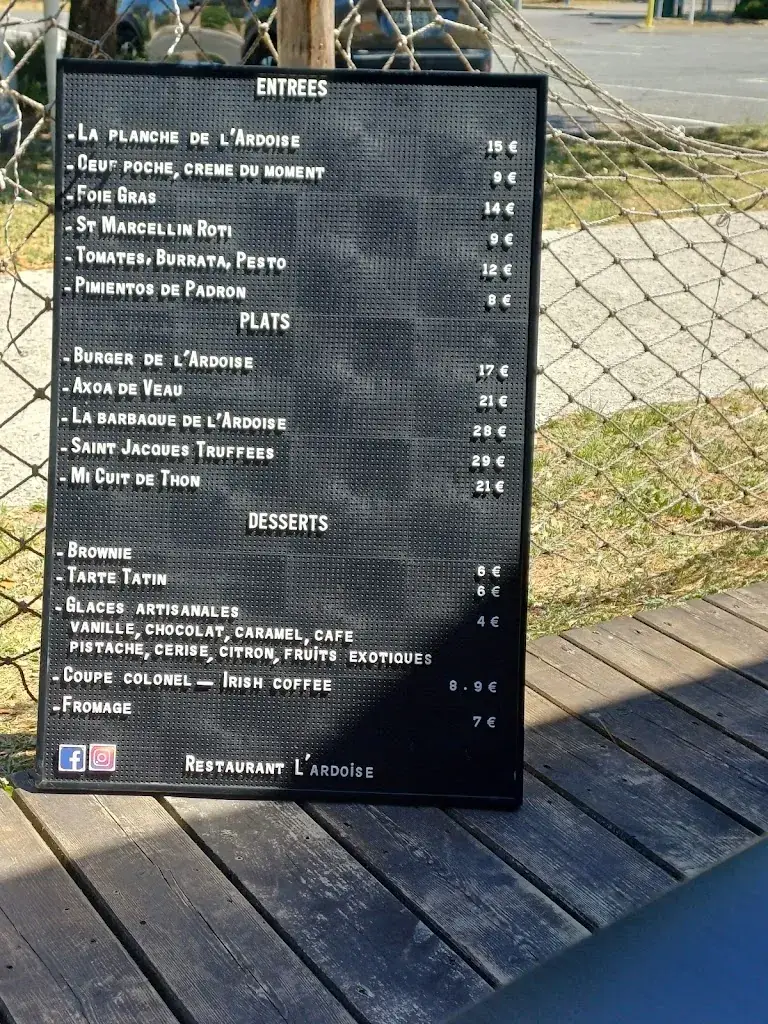 ENTREES
- LA PLANCHE DE L'ARDOISE 15 €
- OEUF POCHE, CREME DU MOMENT 9 €
- FOIE GRAS 14 €
- ST MARCELLIN ROTI 9 €
- TOMATES, BURRATA, PESTO 12 €
- PIMIENTOS DE PADRON 8 €
PLATS
- BURGER DE L'ARDOISE 17 €
- AXOA DE VEAU 21 €
- LA BARBAQUE DE L'ARDOISE 28 €
- SAINT JACQUES TRUFFEES 29 €
- MI CUIT DE THON 21 €
DESSERTS
- BROWNIE 6 €
- TARTE TATIN 6 €
- GLACES ARTISANALES 4 €
VANILLE, CHOCOLAT, CARAMEL, CAFE
PISTACHE, CERISE, CITRON, FRUITS EXOTIQUES
- COUPE COLONEL — IRISH COFFEE 8.9 €
- FROMAGE 7 €
RESTAURANT L'ARDOISE